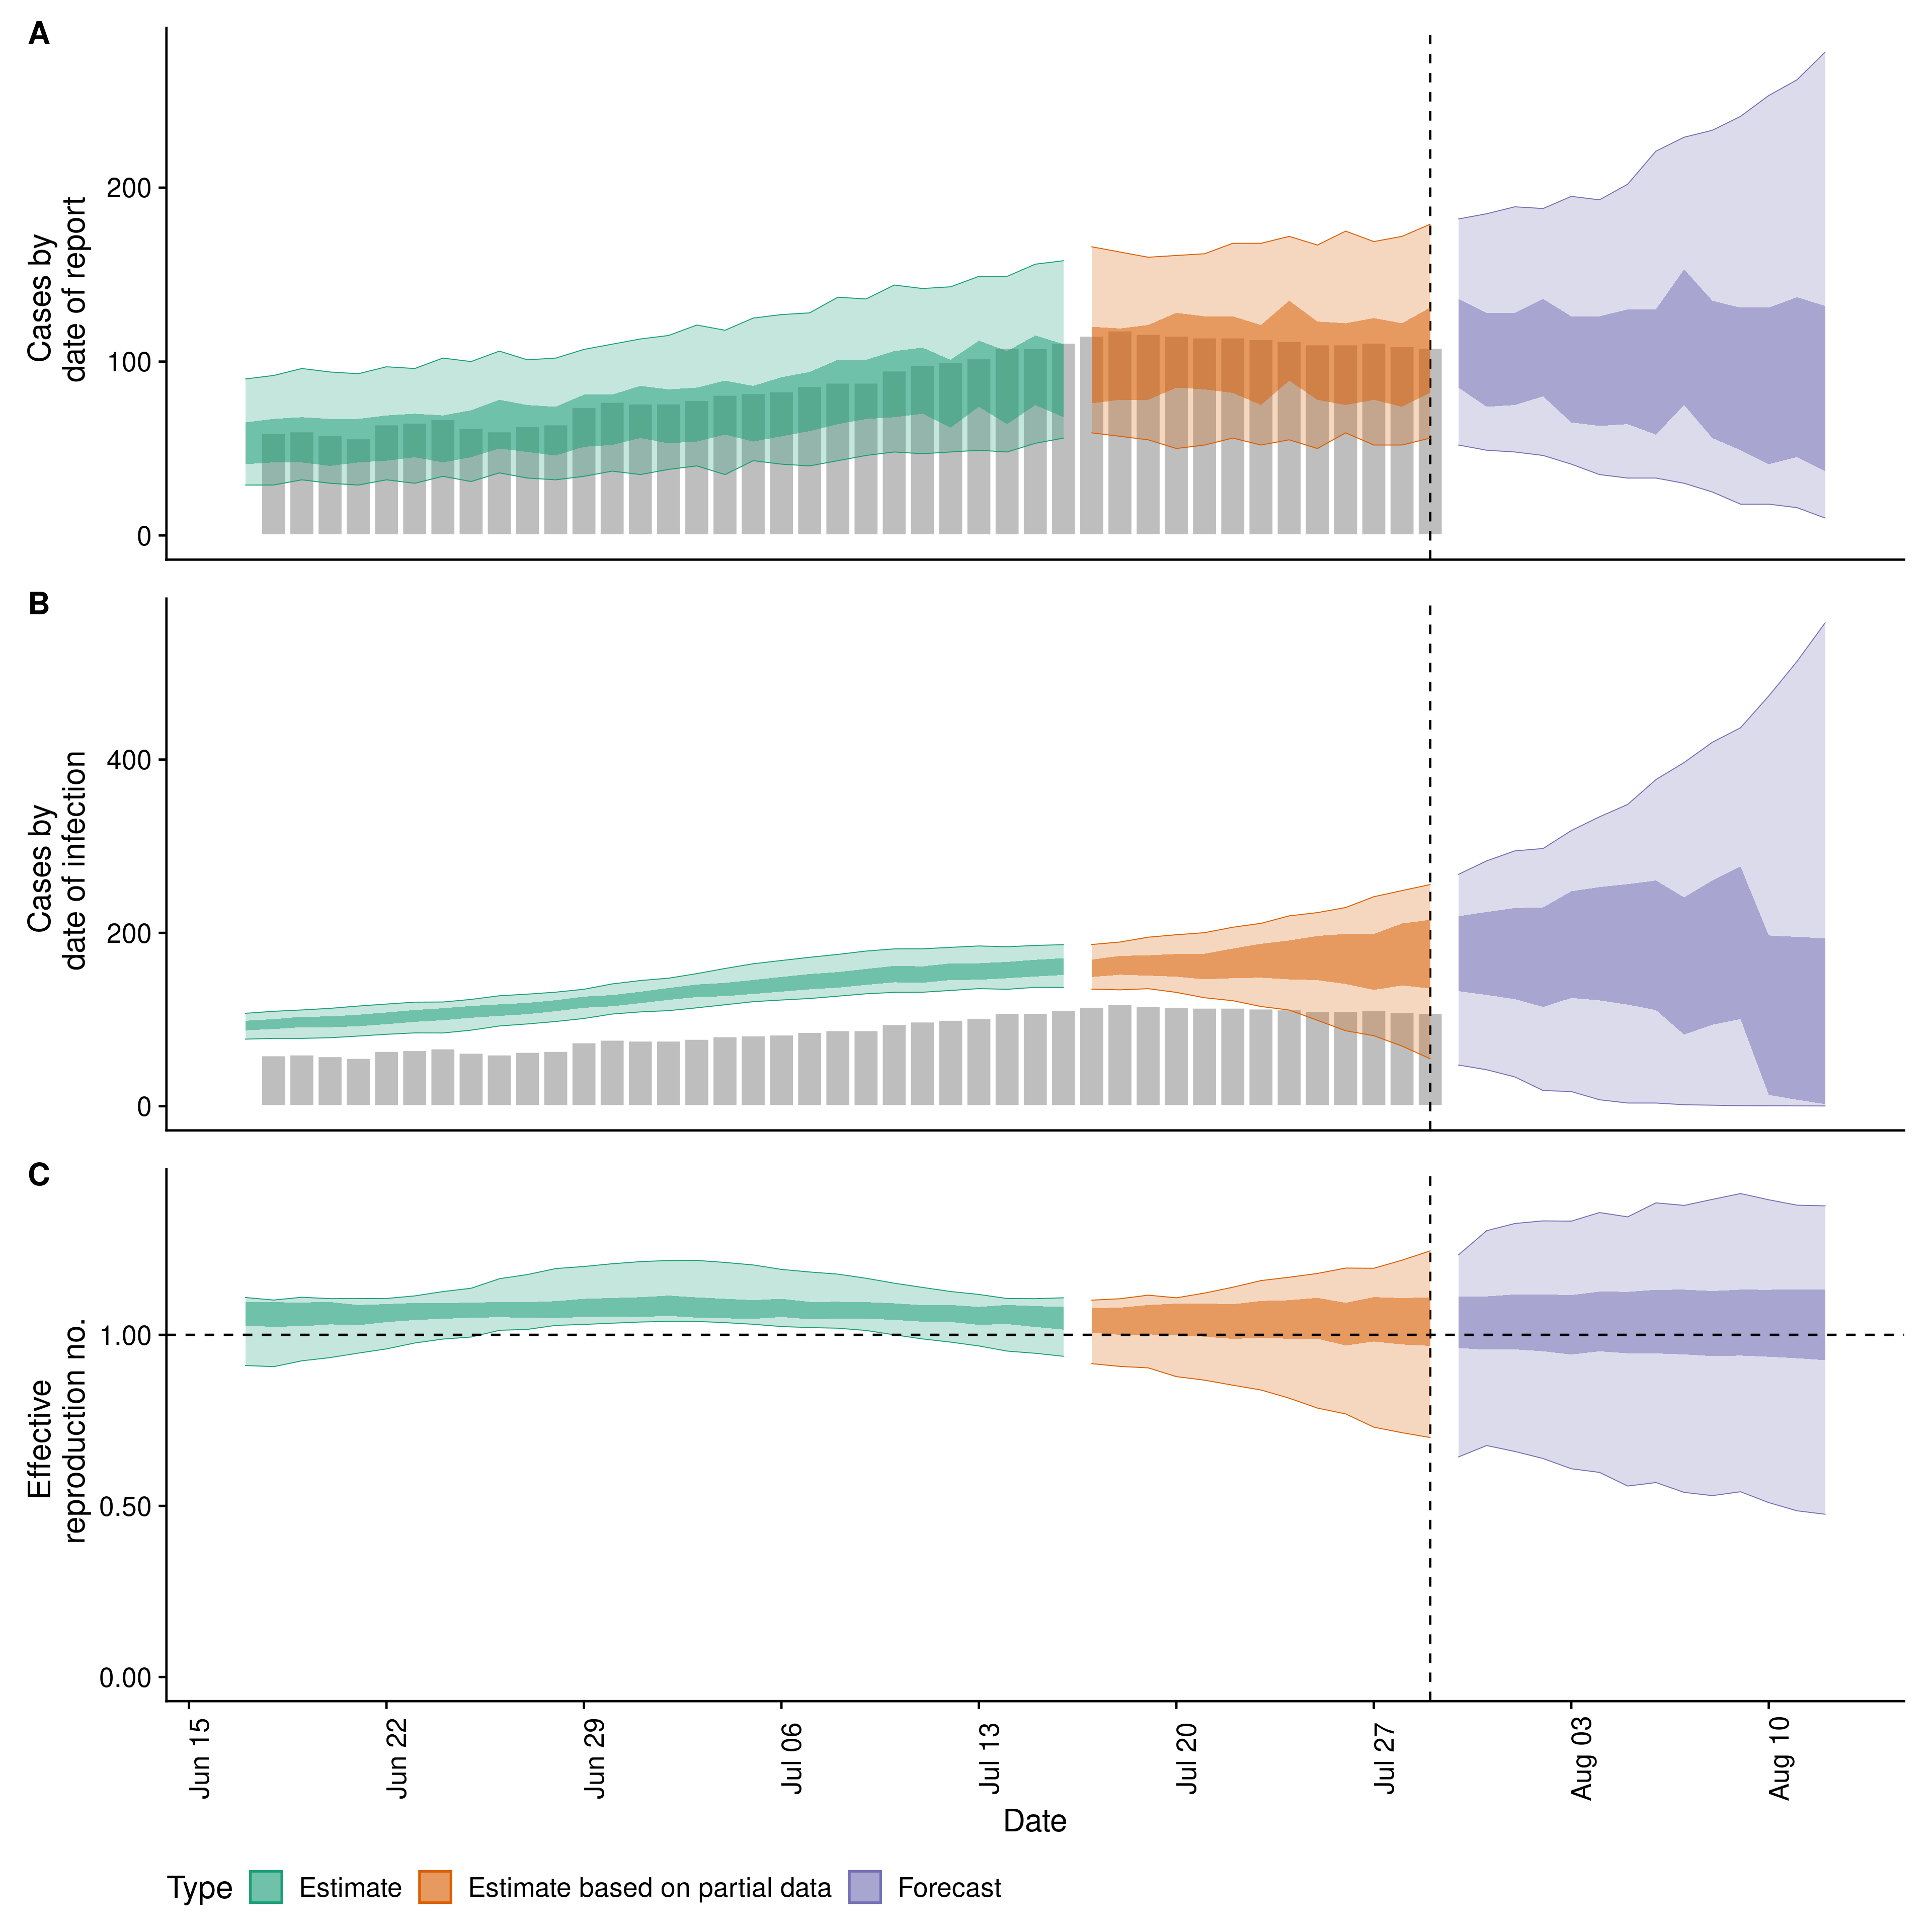 A
Cases by
date of report
200
100
0
B
Cases by
date of infection
400
200
0
C
Effective
reproduction no.
1.00
0.50
0.00
Jun 15
Jun 22
Jun 29
Jul 06
Jul 13
Jul 20
Jul 27
Aug 03
Aug 10
Date
Type
Estimate
Estimate based on partial data
Forecast